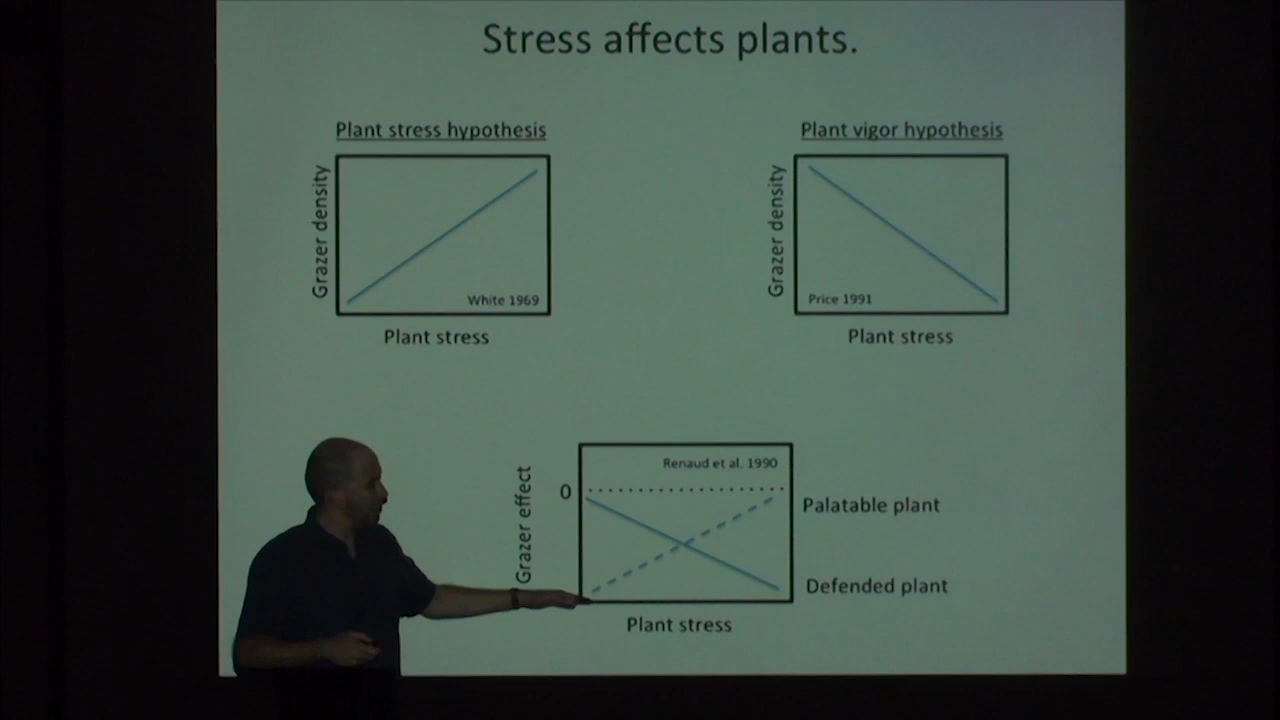 Stress affects plants.
Plant stress hypothesis
Grazer density
White 1969
Plant stress
Plant vigor hypothesis
Grazer density
Price 1991
Plant stress
Grazer effect
0
Renaud et al. 1990
Palatable plant
Defended plant
Plant stress